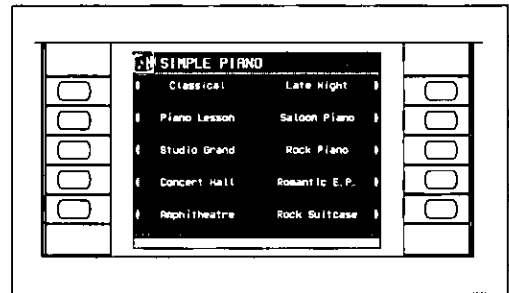 SIMPLE PIANO
Classical Late Night
Piano Lesson Saloon Piano
Studio Grand Rock Piano
Concert Hall Romantic E.P.
Amphitheatre Rock Suitcase